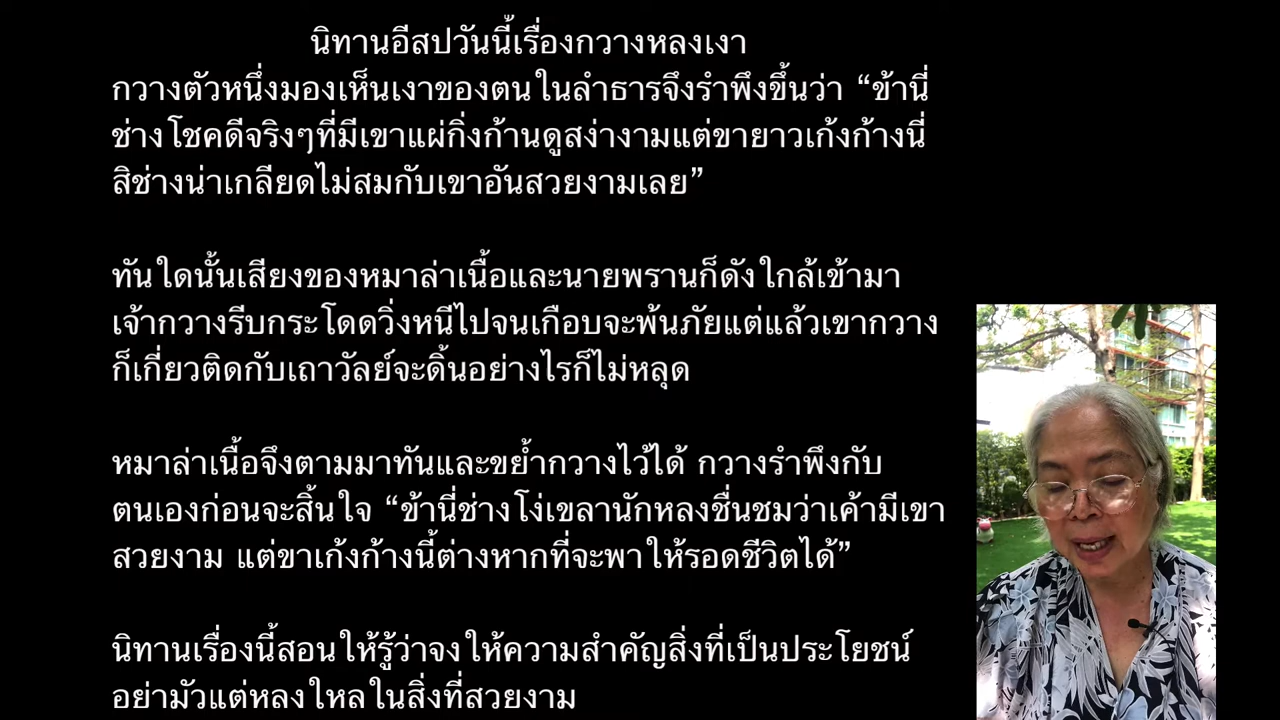 นิทานอีสปวันนี้เรื่องกวางหลงเงา
กวางตัวหนึ่งมองเห็นเงาของตนในลำธารจึงรำพึงขึ้นว่า “ข้านี่
ช่างโชคดีจริงๆที่มีเขาแผ่กิ่งก้านดูสง่างามแต่ขายาวเก้งก้างนี่
สิช่างน่าเกลียดไม่สมกับเขาอันสวยงามเลย”
ทันใดนั้นเสียงของหมาล่าเนื้อและนายพรานก็ดังใกล้เข้ามา
เจ้ากวางรีบกระโดดวิ่งหนีไปจนเกือบจะพ้นภัยแต่แล้วเขากวาง
ก็เกี่ยวติดกับเถาวัลย์จะดิ้นอย่างไรก็ไม่หลุด
หมาล่าเนื้อจึงตามมาทันและขย้ำกวางไว้ได้ กวางรำพึงกับ
ตนเองก่อนจะสิ้นใจ “ข้านี่ช่างโง่เขลานักหลงชื่นชมว่าเค้ามีเขา
สวยงาม แต่ขาเก้งก้างนี้ต่างหากที่จะพาให้รอดชีวิตได้”
นิทานเรื่องนี้สอนให้รู้ว่าจงให้ความสำคัญสิ่งที่เป็นประโยชน์
อย่ามัวแต่หลงใหลในสิ่งที่สวยงาม